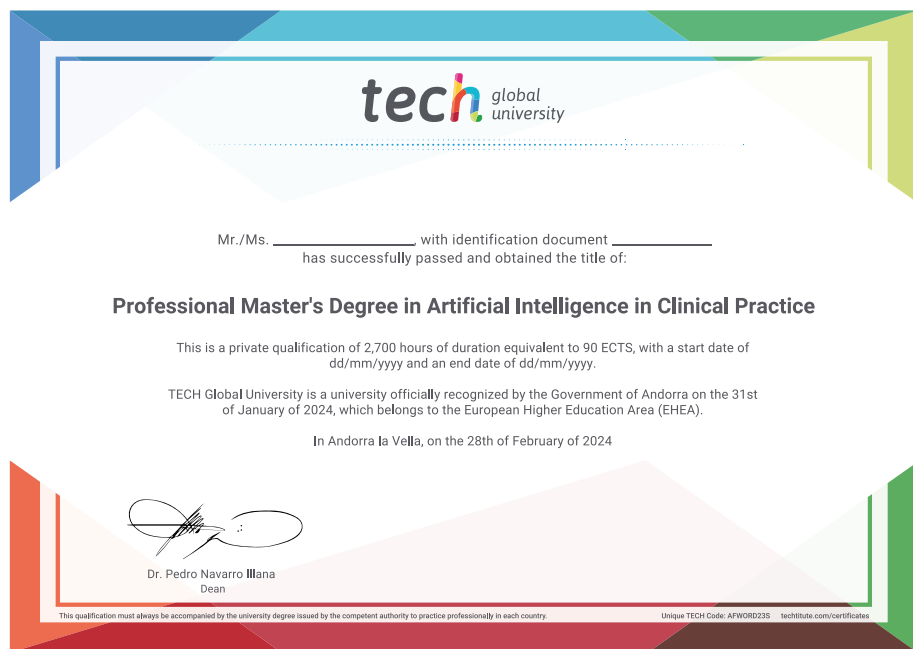 tech global university
Mr./Ms. ________________, with identification document ____________
has successfully passed and obtained the title of:
Professional Master's Degree in Artificial Intelligence in Clinical Practice
This is a private qualification of 2,700 hours of duration equivalent to 90 ECTS, with a start date of
dd/mm/yyyy and an end date of dd/mm/yyyy.
TECH Global University is a university officially recognized by the Government of Andorra on the 31st
of January of 2024, which belongs to the European Higher Education Area (EHEA).
In Andorra la Vella, on the 28th of February of 2024
Dr. Pedro Navarro Illana
Dean
This qualification must always be accompanied by the university degree issued by the competent authority to practice professionally in each country.
Unique TECH Code: AFWORD23S techtitute.com/certificates